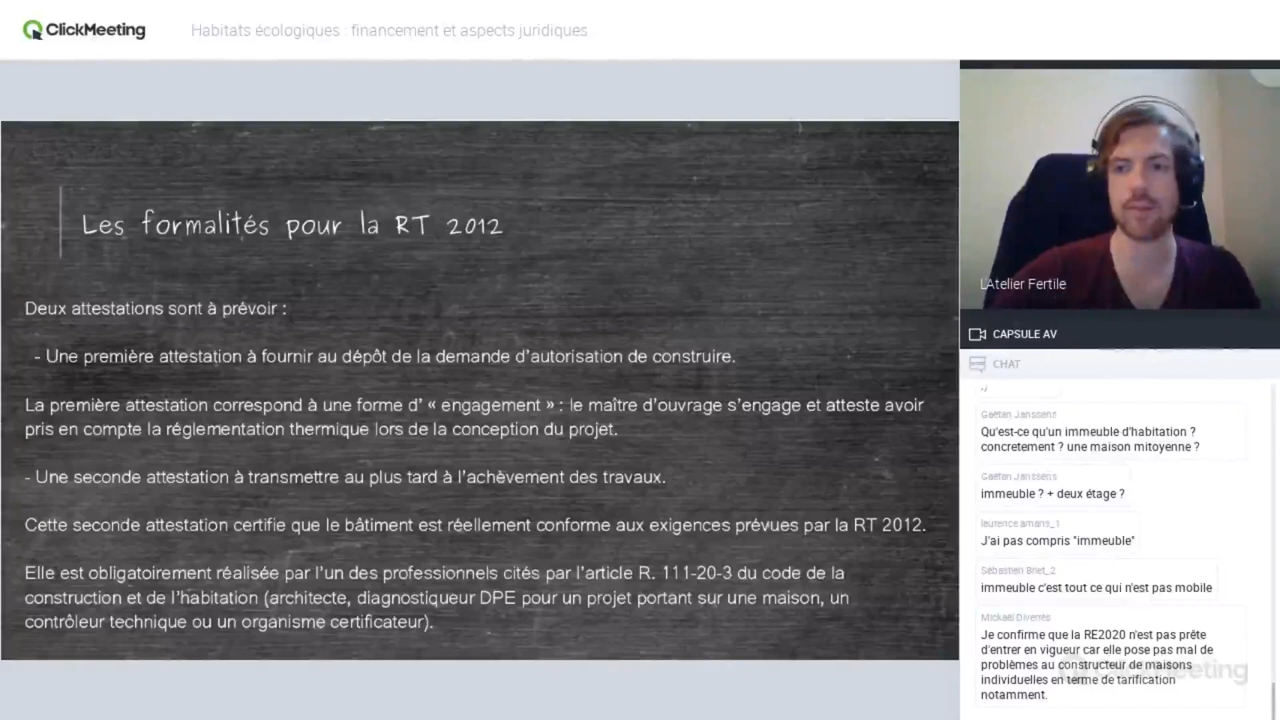 ClickMeeting
Habitats écologiques : financement et aspects juridiques
Les formalités pour la RT 2012
Deux attestations sont à prévoir :
- Une première attestation à fournir au dépôt de la demande d'autorisation de construire.
La première attestation correspond à une forme d' « engagement » : le maître d'ouvrage s'engage et atteste avoir
pris en compte la réglementation thermique lors de la conception du projet.
- Une seconde attestation à transmettre au plus tard à l'achèvement des travaux.
Cette seconde attestation certifie que le bâtiment est réellement conforme aux exigences prévues par la RT 2012.
Elle est obligatoirement réalisée par l'un des professionnels cités par l'article R. 111-20-3 du code de la
construction et de l'habitation (architecte, diagnostiqueur DPE pour un projet portant sur une maison, un
contrôleur technique ou un organisme certificateur).
L'Atelier Fertile
CAPSULE AV
CHAT
Gaëtan Janssens
Qu'est-ce qu'un immeuble d'habitation ?
concretement ? une maison mitoyenne ?
Gaëtan Janssens
immeuble ? + deux étage ?
laurence amans_1
J'ai pas compris "immeuble"
Sébastien Briet_2
immeuble c'est tout ce qui n'est pas mobile
Mickaël Diverrès
Je confirme que la RE2020 n'est pas prête
d'entrer en vigueur car elle pose pas mal de
problèmes au constructeur de maisons
individuelles en terme de tarification
notamment.
ClickMeeting